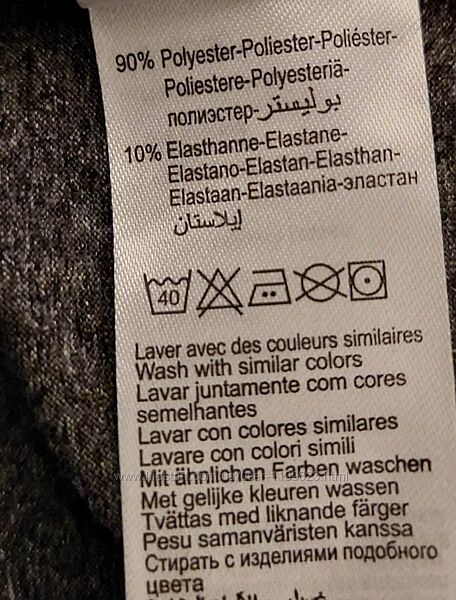 90% Polyester-Poliester-Poliéster-
Poliestere-Polyesteriä-
полиэстер-بوليستر
10% Elasthanne-Elastane-
Elastano-Elastan-Elasthan-
Elastaan-Elastaania-эластан
إيلاستان
40
Laver avec des couleurs similaires
Wash with similar colors
Lavar juntamente com cores
semelhantes
Lavar con colores similares
Lavare con colori simili
Mit ähnlichen Farben waschen
Met gelijke kleuren wassen
Tvättas med liknande färger
Pesu samanväristen kanssa
Стирать с изделиями подобного
цвета